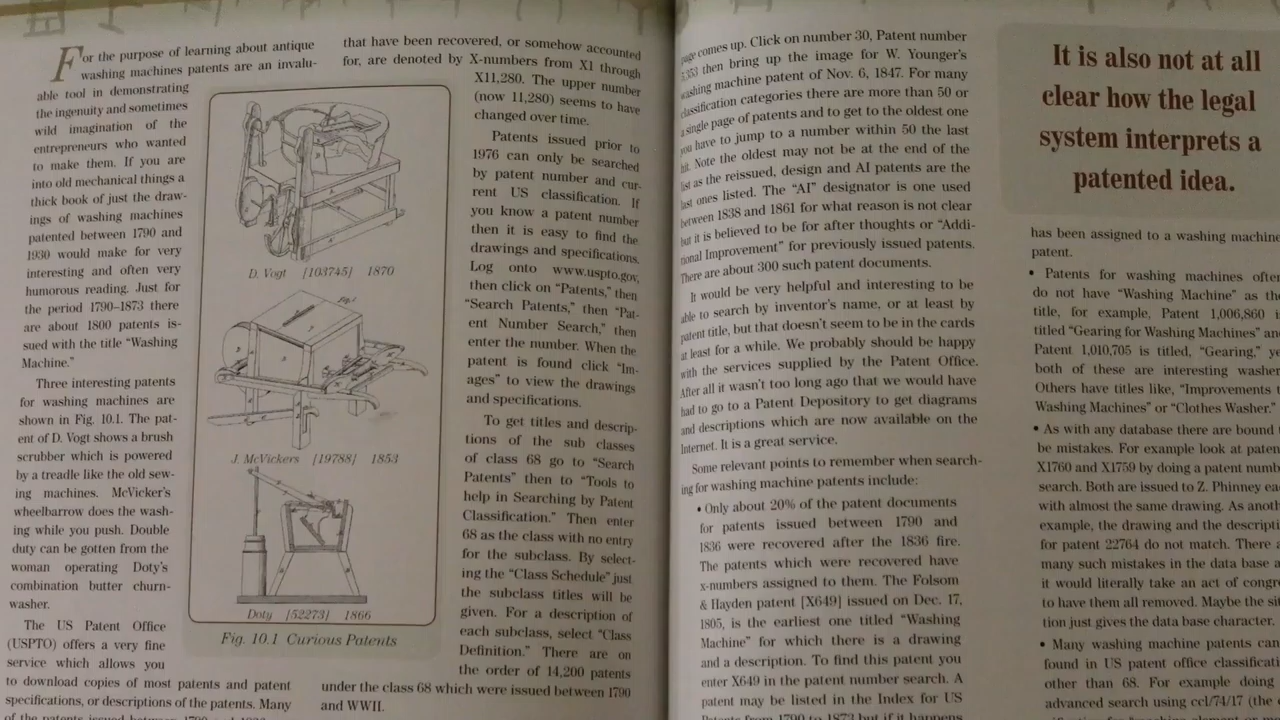 For the purpose of learning about antique
washing machines patents are an invalu-
able tool in demonstrating
the ingenuity and sometimes
wild imagination of the
entrepreneurs who wanted
to make them. If you are
into old mechanical things a
thick book of just the draw-
ings of washing machines
patented between 1790 and
1930 would make for very
interesting and often very
humorous reading. Just for
the period 1790–1873 there
are about 1800 patents is-
sued with the title “Washing
Machine.”
Three interesting patents
for washing machines are
shown in Fig. 10.1. The pat-
ent of D. Vogt shows a brush
scrubber which is powered
by a treadle like the old sew-
ing machines. McVicker’s
wheelbarrow does the wash-
ing while you push. Double
duty can be gotten from the
woman operating Doty’s
combination butter churn-
washer.
The US Patent Office
(USPTO) offers a very fine
service which allows you
to download copies of most patents and patent
specifications, or descriptions of the patents. Many
of the patents issued between 1790 and 1836
D. Vogt [103745] 1870
Fig. 1
J. McVickers [19788] 1853
Doty [52273] 1866
Fig. 10.1 Curious Patents
that have been recovered, or somehow accounted
for, are denoted by X-numbers from X1 through
X11,280. The upper number
(now 11,280) seems to have
changed over time.
Patents issued prior to
1976 can only be searched
by patent number and cur-
rent US classification. If
you know a patent number
then it is easy to find the
drawings and specifications.
Log onto www.uspto.gov,
then click on “Patents,” then
“Search Patents,” then “Pat-
ent Number Search,” then
enter the number. When the
patent is found click “Im-
ages” to view the drawings
and specifications.
To get titles and descrip-
tions of the sub classes
of class 68 go to “Search
Patents” then to “Tools to
help in Searching by Patent
Classification.” Then enter
68 as the class with no entry
for the subclass. By select-
ing the “Class Schedule” just
the subclass titles will be
given. For a description of
each subclass, select “Class
Definition.” There are on
the order of 14,200 patents
under the class 68 which were issued between 1790
and WWII.
page comes up. Click on number 30, Patent number
5,353 then bring up the image for W. Younger’s
washing machine patent of Nov. 6, 1847. For many
classification categories there are more than 50 or
a single page of patents and to get to the oldest one
you have to jump to a number within 50 the last
hit. Note the oldest may not be at the end of the
list as the reissued, design and AI patents are the
last ones listed. The “AI” designator is one used
between 1838 and 1861 for what reason is not clear
but it is believed to be for after thoughts or “Addi-
tional Improvement” for previously issued patents.
There are about 300 such patent documents.
It would be very helpful and interesting to be
able to search by inventor’s name, or at least by
patent title, but that doesn’t seem to be in the cards
at least for a while. We probably should be happy
with the services supplied by the Patent Office.
After all it wasn’t too long ago that we would have
had to go to a Patent Depository to get diagrams
and descriptions which are now available on the
Internet. It is a great service.
Some relevant points to remember when search-
ing for washing machine patents include:
• Only about 20% of the patent documents
for patents issued between 1790 and
1836 were recovered after the 1836 fire.
The patents which were recovered have
x-numbers assigned to them. The Folsom
& Hayden patent [X649] issued on Dec. 17,
1805, is the earliest one titled “Washing
Machine” for which there is a drawing
and a description. To find this patent you
enter X649 in the patent number search. A
patent may be listed in the Index for US
Patents from 1790 to 1873 but if it happens
It is also not at all
clear how the legal
system interprets a
patented idea.
has been assigned to a washing machine
patent.
• Patents for washing machines often
do not have “Washing Machine” as the
title, for example, Patent 1,006,860 is
titled “Gearing for Washing Machines” and
Patent 1,010,705 is titled, “Gearing,” ye
both of these are interesting washer
Others have titles like, “Improvements t
Washing Machines” or “Clothes Washer.”
• As with any database there are bound t
be mistakes. For example look at paten
X1760 and X1759 by doing a patent numb
search. Both are issued to Z. Phinney ea
with almost the same drawing. As anoth
example, the drawing and the descripti
for patent 22764 do not match. There a
many such mistakes in the data base a
it would literally take an act of congre
to have them all removed. Maybe the sit
tion just gives the data base character.
• Many washing machine patents can
found in US patent office classificati
other than 68. For example doing
advanced search using ccl/74/17 (the c